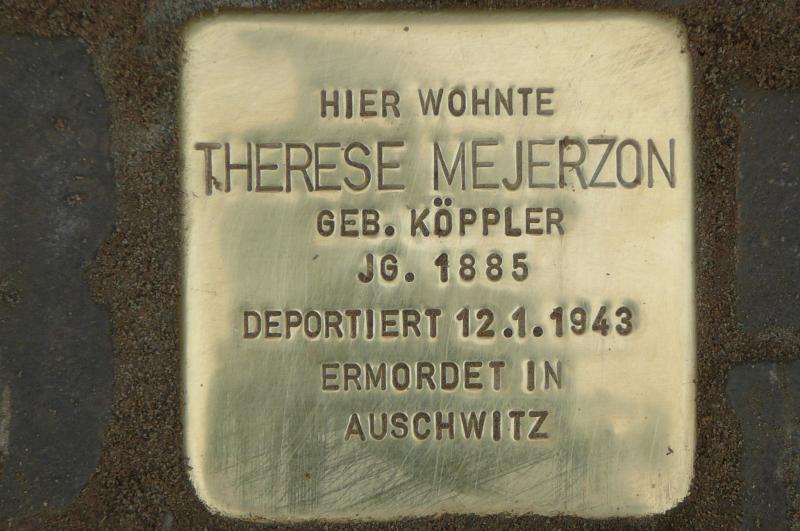 HIER WOHNTE
THERESE MEJERZON
GEB. KÖPPLER
JG. 1885
DEPORTIERT 12.1.1943
ERMORDET IN
AUSCHWITZ